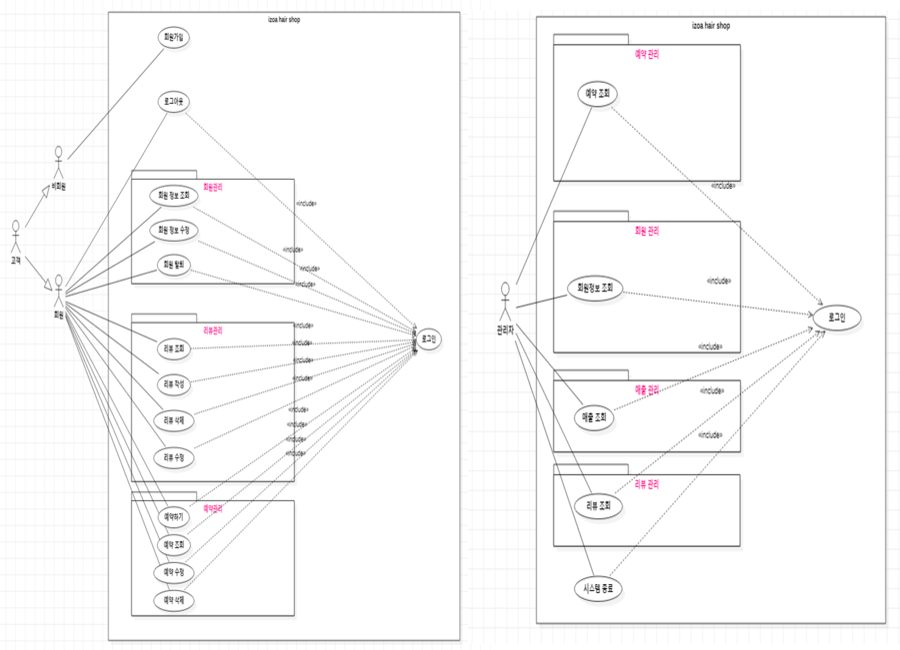 izoa hair shop
회원가입
로그아웃
비회원
고객
회원
회원관리
회원 정보 조회
회원 정보 수정
회원 탈퇴
«include»
«include»
«include»
«include»
리뷰관리
리뷰 조회
리뷰 작성
리뷰 삭제
리뷰 수정
«include»
«include»
«include»
«include»
로그인
«include»
«include»
«include»
«include»
예약관리
예약하기
예약 조회
예약 수정
예약 삭제
izoa hair shop
예약 관리
예약 조회
«include»
회원 관리
회원정보 조회
«include»
관리자
로그인
«include»
매출 관리
매출 조회
«include»
«include»
리뷰 관리
리뷰 조회
시스템 종료